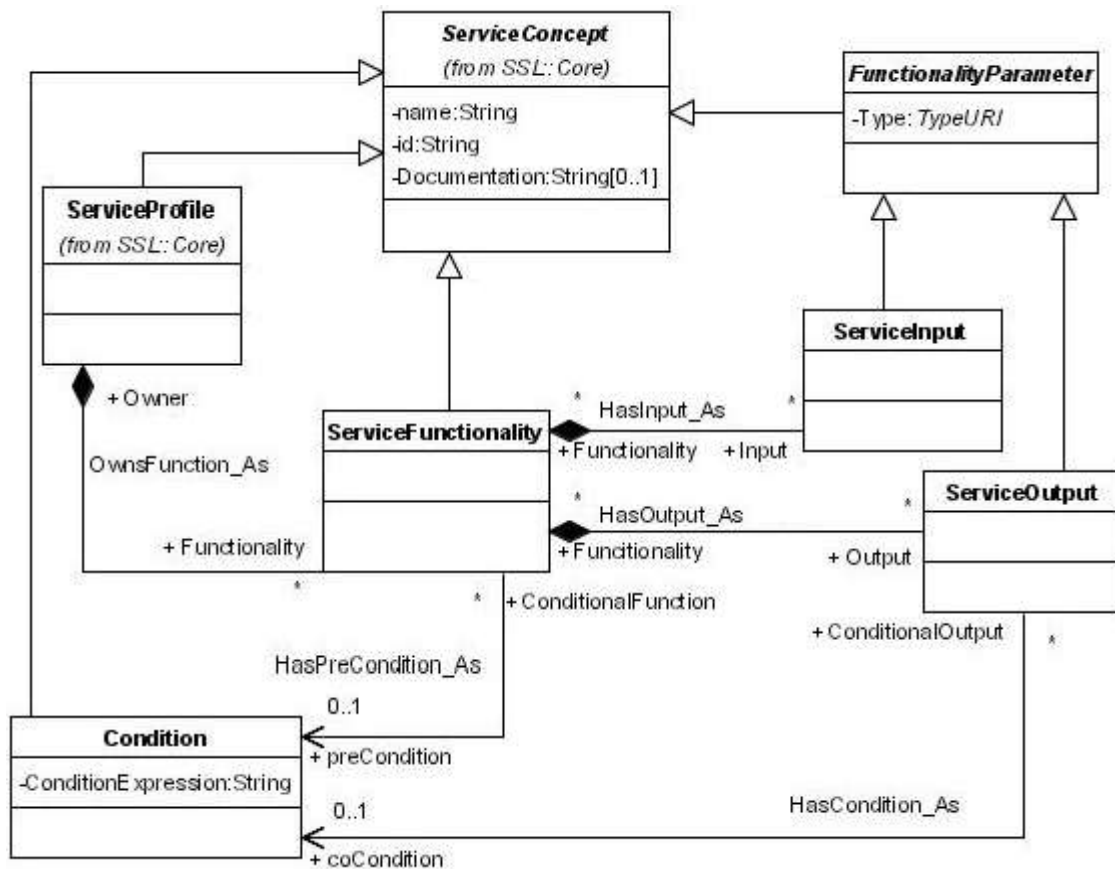 ServiceConcept
(from SSL::Core)
-name:String
-id:String
-Documentation:String[0..1]
FunctionalityParameter
-Type: TypeURI
ServiceProfile
(from SSL::Core)
+ Owner
OwnsFunction_As
+ Functionality
*
ServiceFunctionality
*
HasInput_As
*
+ Functionality
+ Input
ServiceInput
*
HasOutput_As
*
+ Funcitionality
+ Output
ServiceOutput
*
+ ConditionalFunction
HasPreCondition_As
0..1
+ preCondition
+ ConditionalOutput
*
Condition
-ConditionExpression:String
0..1
HasCondition_As
+ coCondition